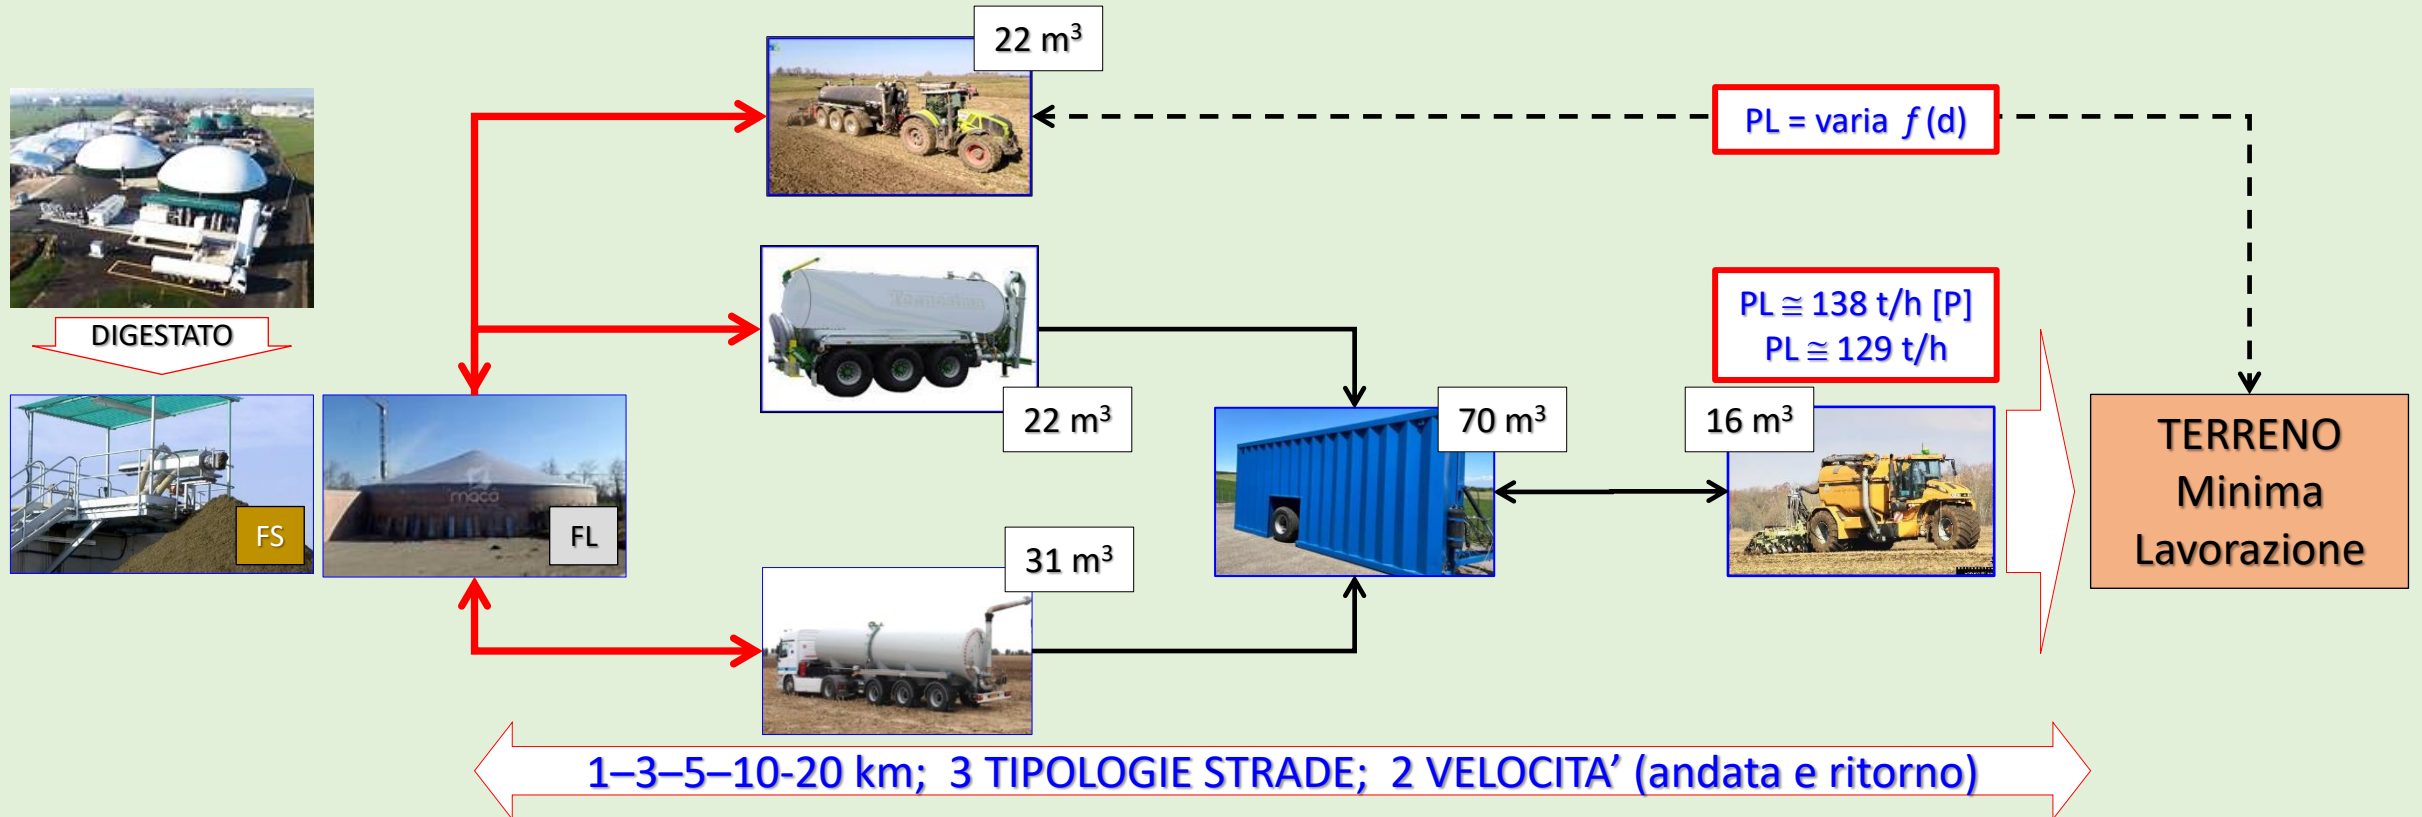 22 m³
PL = varia f (d)
DIGESTATO
22 m³
PL ≅ 138 t/h [P]
PL ≅ 129 t/h
70 m³
16 m³
TERRENO
Minima
Lavorazione
FS
FL
maca
31 m³
1–3–5–10-20 km; 3 TIPOLOGIE STRADE; 2 VELOCITA’ (andata e ritorno)